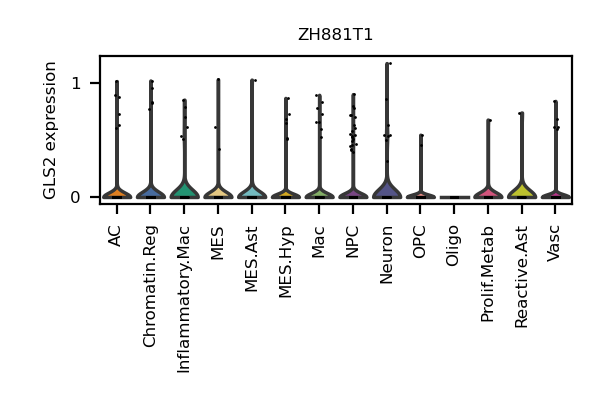 ZH881T1
GLS2 expression
1
0
AC
Chromatin.Reg
Inflammatory.Mac
MES
MES.Ast
MES.Hyp
Mac
NPC
Neuron
OPC
Oligo
Prolif.Metab
Reactive.Ast
Vasc